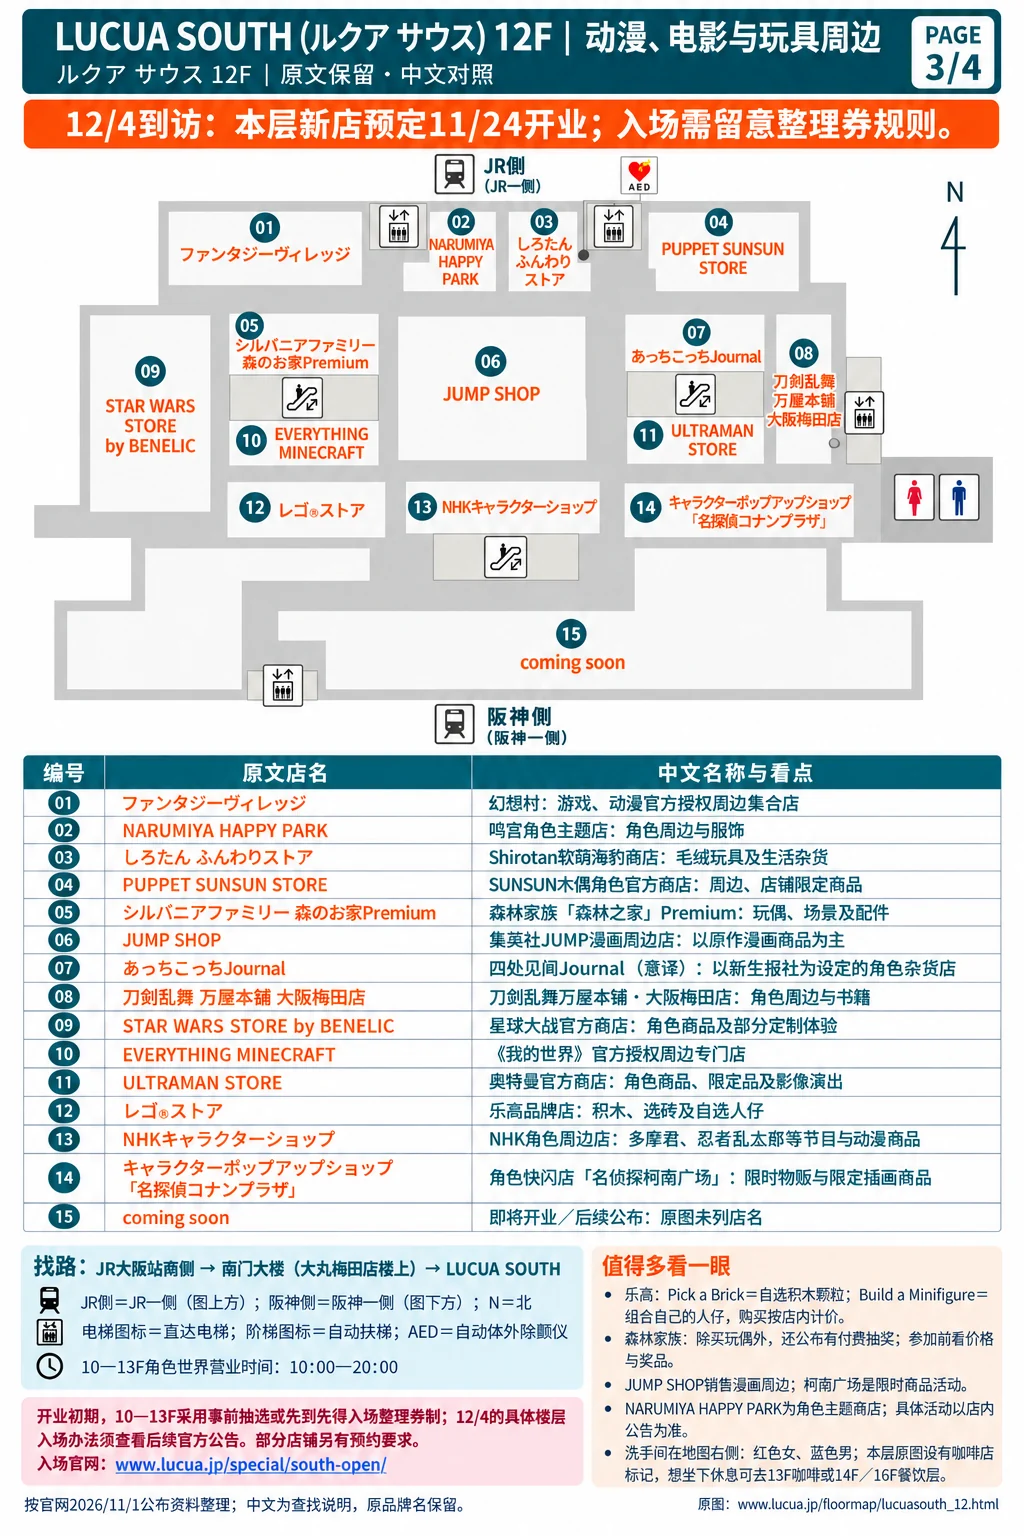 LUCUA SOUTH (ルクア サウス) 12F | 动漫、电影与玩具周边
ルクア サウス 12F | 原文保留・中文对照
PAGE
3/4
12/4到访：本层新店预定11/24开业；入场需留意整理券规则。
JR側
(JR一侧)
AED
N
01
ファンタジーヴィレッジ
02
NARUMIYA
HAPPY
PARK
03
しろたん
ふんわり
ストア
04
PUPPET SUNSUN
STORE
05
シルバニアファミリー
森のお家Premium
06
JUMP SHOP
07
あっちこっちJournal
08
刀剣乱舞
万屋本舗
大阪梅田店
09
STAR WARS
STORE
by BENELIC
10
EVERYTHING
MINECRAFT
11
ULTRAMAN
STORE
12
レゴ®ストア
13
NHKキャラクターショップ
14
キャラクターポップアップショップ
「名探偵コナンプラザ」
15
coming soon
阪神側
(阪神一侧)
编号 原文店名 中文名称与看点
01 ファンタジーヴィレッジ 幻想村：游戏、动漫官方授权周边集合店
02 NARUMIYA HAPPY PARK 鸣宫角色主题店：角色周边与服饰
03 しろたん ふんわりストア Shirotan软萌海豹商店：毛绒玩具及生活杂货
04 PUPPET SUNSUN STORE SUNSUN木偶角色官方商店：周边、店铺限定商品
05 シルバニアファミリー 森のお家Premium 森林家族「森林之家」Premium：玩偶、场景及配件
06 JUMP SHOP 集英社JUMP漫画周边店：以原作漫画商品为主
07 あっちこっちJournal 四处见闻Journal（意译）：以新生报社为设定的角色杂货店
08 刀剣乱舞 万屋本舗 大阪梅田店 刀剣乱舞万屋本铺・大阪梅田店：角色周边与书籍
09 STAR WARS STORE by BENELIC 星球大战官方商店：角色商品及部分定制体验
10 EVERYTHING MINECRAFT 《我的世界》官方授权周边专门店
11 ULTRAMAN STORE 奥特曼官方商店：角色商品、限定品及影像演出
12 レゴ®ストア 乐高品牌店：积木、选砖及自选人仔
13 NHKキャラクターショップ NHK角色周边店：多摩君、忍者乱太郎等节目与动漫商品
14 キャラクターポップアップショップ
「名探偵コナンプラザ」 角色快闪店「名侦探柯南广场」：限时物贩与限定插画商品
15 coming soon 即将开业／后续公布：原图未列店名
找路：JR大阪站南侧 → 南门大楼（大丸梅田店楼上）→ LUCUA SOUTH
JR側＝JR一侧（图上方）；阪神側＝阪神一侧（图下方）；N＝北
电梯图标＝直达电梯；阶梯图标＝自动扶梯；AED＝自动体外除颤仪
10—13F角色世界营业时间：10:00—20:00
开业初期，10—13F采用事前抽选或先到先得入场整理券制；12/4的具体楼层
入场办法须查看后续官方公告。部分店铺另有预约要求。
入场官网：www.lucua.jp/special/south-open/
值得多看一眼
• 乐高：Pick a Brick＝自选积木颗粒；Build a Minifigure＝
组合自己的人仔，购买按店内计价。
• 森林家族：除买玩偶外，还公布有付费抽奖；参加前看价格
与奖品。
• JUMP SHOP销售漫画周边；柯南广场是限时商品活动。
• NARUMIYA HAPPY PARK为角色主题商店；具体活动以店内
公告为准。
• 洗手间在地图右侧：红色女、蓝色男；本层原图没有咖啡店
标记，想坐下休息可去13F咖啡或14F／16F餐饮层。
按官网2026/11/1公布资料整理；中文为查找说明，原品牌名保留。
原图：www.lucua.jp/floormap/lucuasouth_12.html